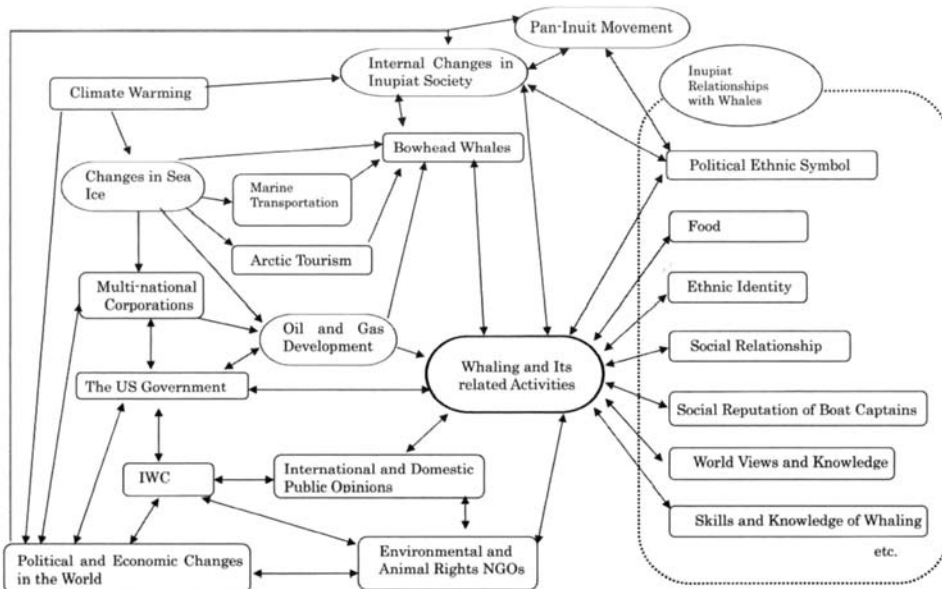 Pan-Inuit Movement
Internal Changes in
Inupiat Society
Inupiat
Relationships
with Whales
Climate Warming
Bowhead Whales
Political Ethnic Symbol
Changes in Sea
Ice
Marine
Transportation
Food
Arctic Tourism
Multi-national
Corporations
Ethnic Identity
Oil and Gas
Development
Social Relationship
Whaling and Its
related Activities
The US Government
Social Reputation of Boat Captains
IWC
International and Domestic
Public Opinions
World Views and Knowledge
Skills and Knowledge of Whaling
etc.
Political and Economic Changes
in the World
Environmental and
Animal Rights NGOs